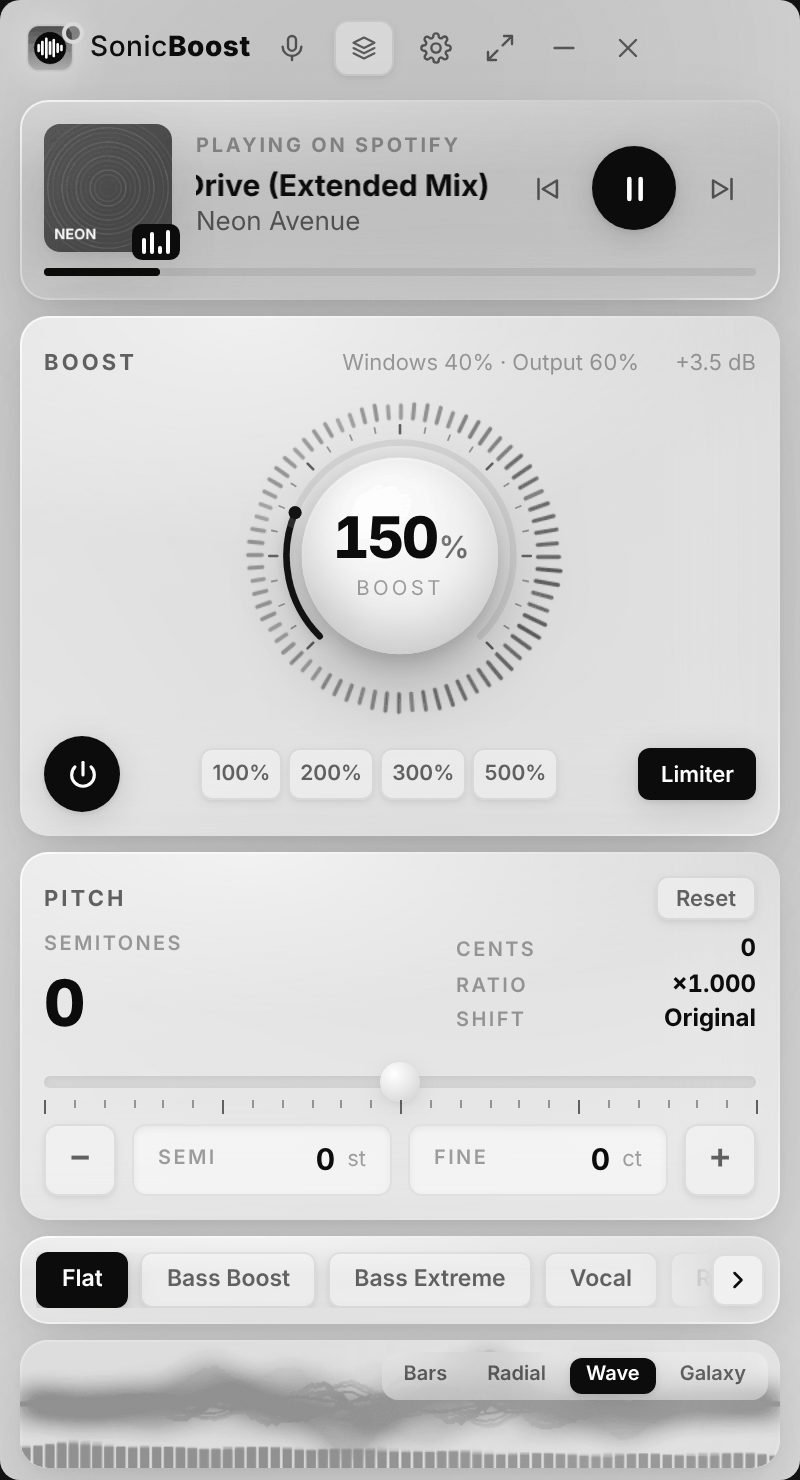 SonicBoost
PLAYING ON SPOTIFY
Drive (Extended Mix)
Neon Avenue
NEON
BOOST
Windows 40% · Output 60%
+3.5 dB
150%
BOOST
100%
200%
300%
500%
Limiter
PITCH
Reset
SEMITONES
0
CENTS 0
RATIO ×1.000
SHIFT Original
− SEMI 0 st FINE 0 ct +
Flat
Bass Boost
Bass Extreme
Vocal
Bars
Radial
Wave
Galaxy